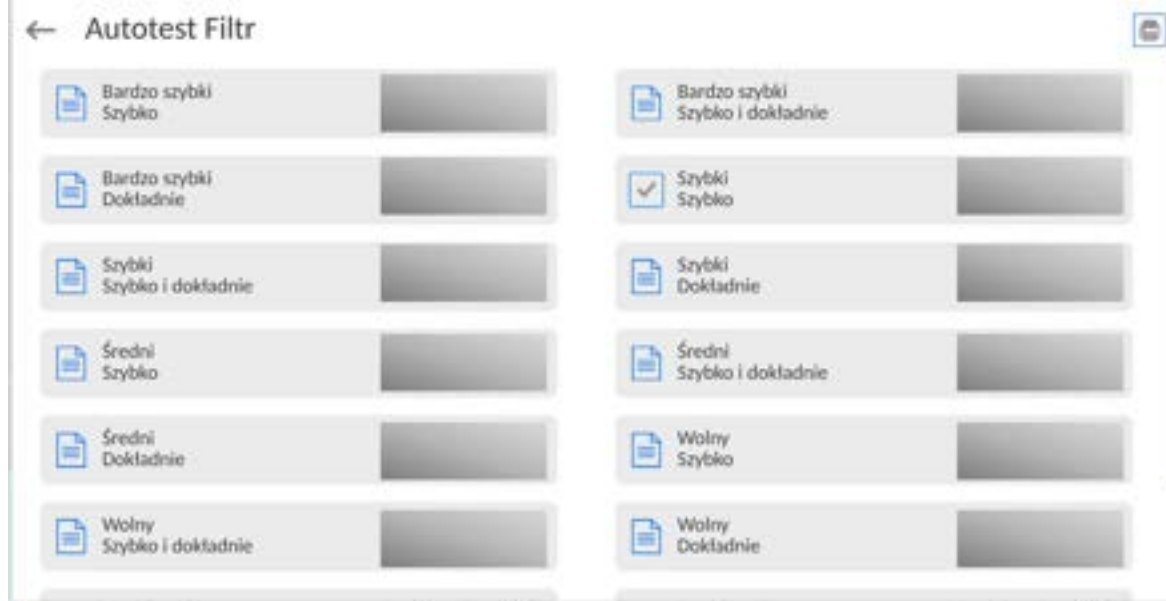 Autotest Filtr
Bardzo szybki
Szybko
Bardzo szybki
Szybko i dokładnie
Bardzo szybki
Dokładnie
Szybki
Szybko
Szybki
Szybko i dokładnie
Szybki
Dokładnie
Średni
Szybko
Średni
Szybko i dokładnie
Średni
Dokładnie
Wolny
Szybko
Wolny
Szybko i dokładnie
Wolny
Dokładnie